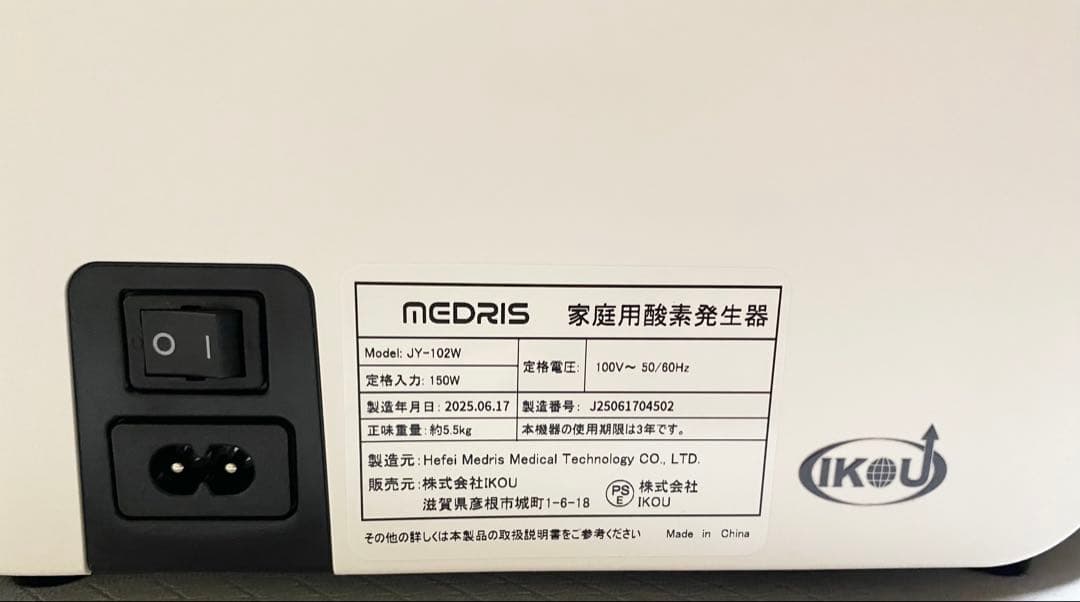 MEDRIS 家庭用酸素発生器
Model: JY-102W
定格入力: 150W
定格電圧: 100V～ 50/60Hz
製造年月日: 2025.06.17 製造番号: J25061704502
正味重量: 約5.5kg 本機器の使用期限は3年です。
製造元: Hefei Medris Medical Technology CO., LTD.
販売元: 株式会社IKOU
滋賀県彦根市城町1-6-18
PS
E
株式会社
IKOU
その他の詳しくは本製品の取扱説明書をご参考ください Made in China
IKOU
O I